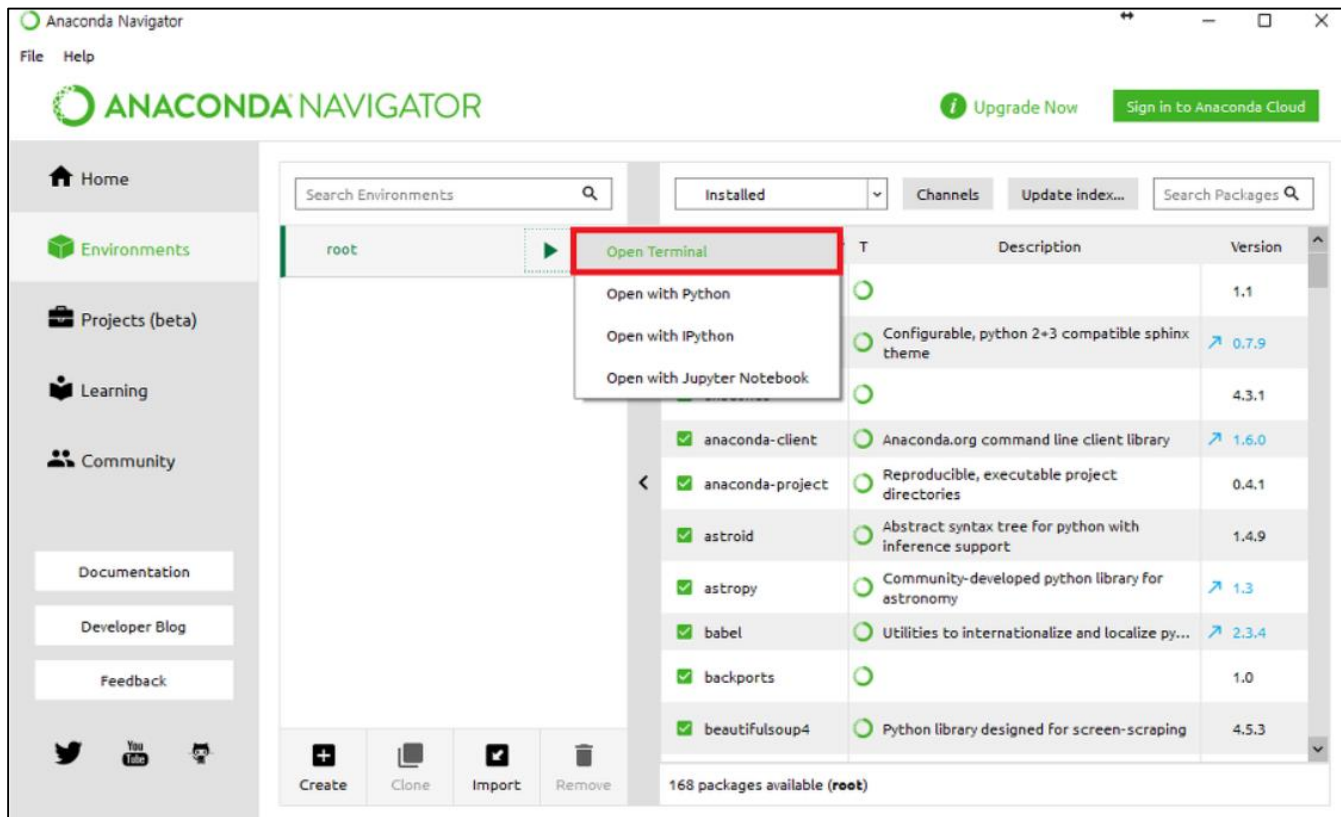 Anaconda Navigator
File Help
ANACONDA NAVIGATOR
Upgrade Now
Sign in to Anaconda Cloud
Home
Environments
Projects (beta)
Learning
Community
Documentation
Developer Blog
Feedback
You
Tube
Search Environments
root
Open Terminal
Open with Python
Open with IPython
Open with Jupyter Notebook
Create Clone Import Remove
Installed Channels Update index... Search Packages
T Description Version
1.1
Configurable, python 2+3 compatible sphinx
theme 0.7.9
4.3.1
anaconda-client Anaconda.org command line client library 1.6.0
anaconda-project Reproducible, executable project
directories 0.4.1
astroid Abstract syntax tree for python with
inference support 1.4.9
astropy Community-developed python library for
astronomy 1.3
babel Utilities to internationalize and localize py... 2.3.4
backports 1.0
beautifulsoup4 Python library designed for screen-scraping 4.5.3
168 packages available (root)